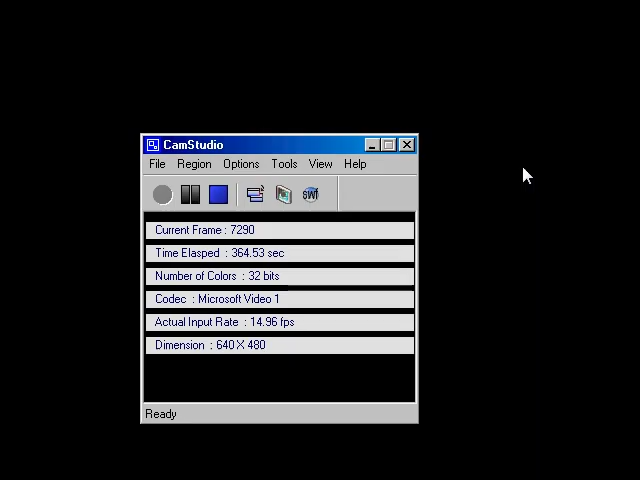 CamStudio
File Region Options Tools View Help
SWF
Current Frame : 7290
Time Elasped : 364.53 sec
Number of Colors : 32 bits
Codec : Microsoft Video 1
Actual Input Rate : 14.96 fps
Dimension : 640 X 480
Ready